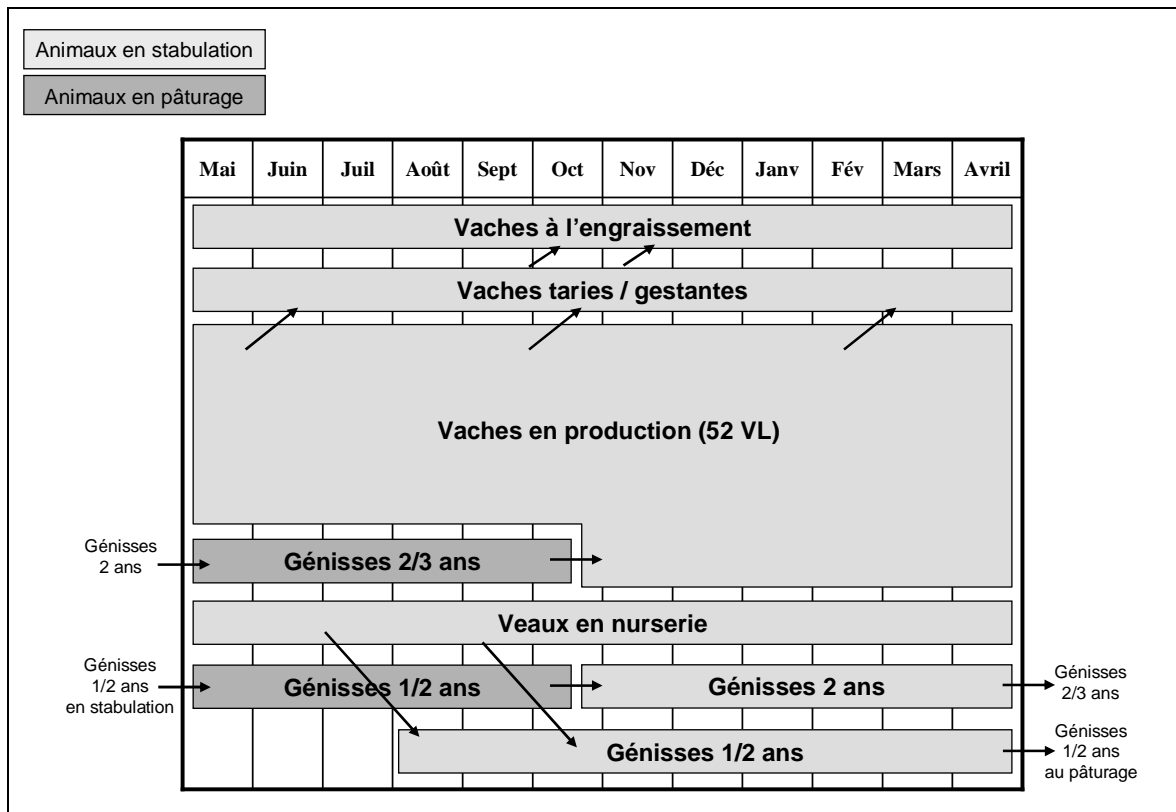 Animaux en stabulation
Animaux en pâturage
Mai Juin Juil Août Sept Oct Nov Déc Janv Fév Mars Avril
Vaches à l'engraissement
Vaches taries / gestantes
Vaches en production (52 VL)
Génisses
2 ans
Génisses 2/3 ans
Veaux en nurserie
Génisses
1/2 ans
en stabulation
Génisses 1/2 ans
Génisses 2 ans
Génisses
2/3 ans
Génisses 1/2 ans
Génisses
1/2 ans
au pâturage